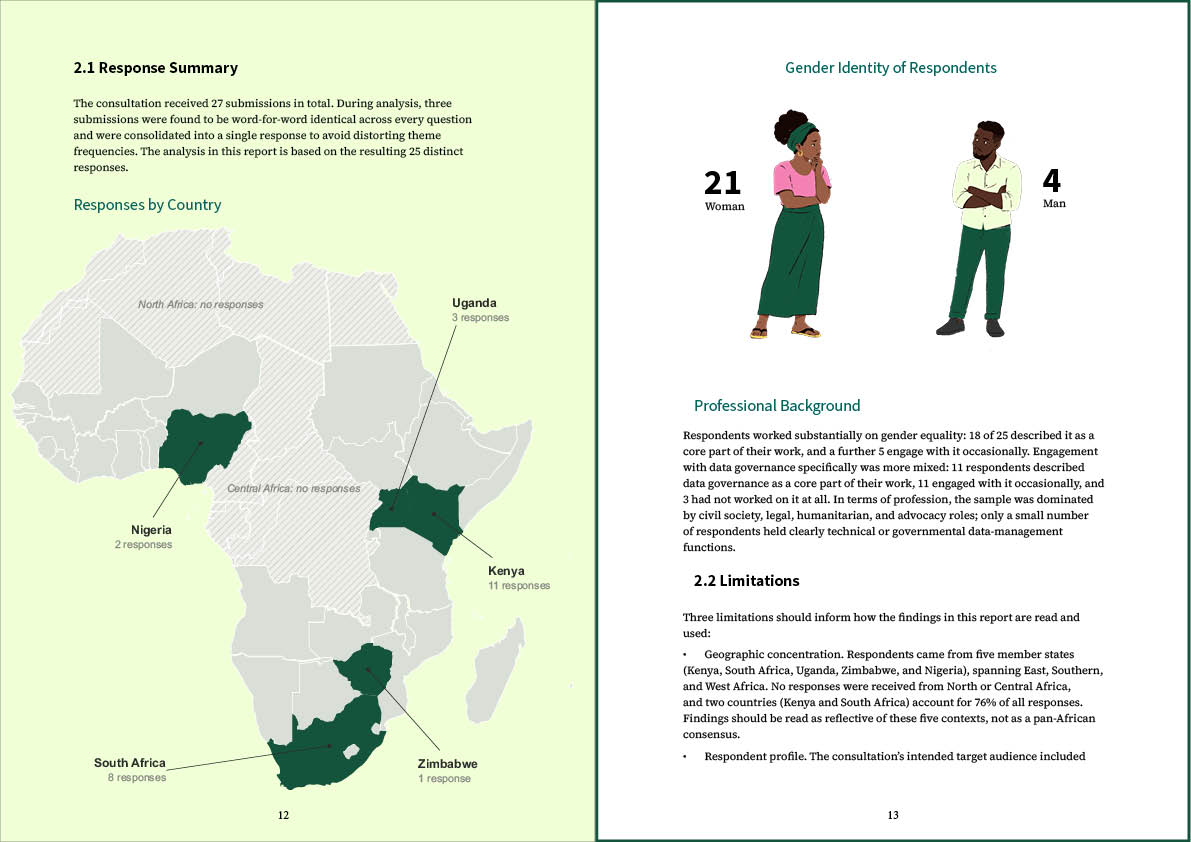 2.1 Response Summary
The consultation received 27 submissions in total. During analysis, three
submissions were found to be word-for-word identical across every question
and were consolidated into a single response to avoid distorting theme
frequencies. The analysis in this report is based on the resulting 25 distinct
responses.
Responses by Country
North Africa: no responses
Uganda
3 responses
Central Africa: no responses
Nigeria
2 responses
Kenya
11 responses
South Africa
8 responses
Zimbabwe
1 response
12
Gender Identity of Respondents
21
Woman
4
Man
Professional Background
Respondents worked substantially on gender equality: 18 of 25 described it as a
core part of their work, and a further 5 engage with it occasionally. Engagement
with data governance specifically was more mixed: 11 respondents described
data governance as a core part of their work, 11 engaged with it occasionally, and
3 had not worked on it at all. In terms of profession, the sample was dominated
by civil society, legal, humanitarian, and advocacy roles; only a small number
of respondents held clearly technical or governmental data-management
functions.
2.2 Limitations
Three limitations should inform how the findings in this report are read and
used:
• Geographic concentration. Respondents came from five member states
(Kenya, South Africa, Uganda, Zimbabwe, and Nigeria), spanning East, Southern,
and West Africa. No responses were received from North or Central Africa,
and two countries (Kenya and South Africa) account for 76% of all responses.
Findings should be read as reflective of these five contexts, not as a pan-African
consensus.
• Respondent profile. The consultation's intended target audience included
13